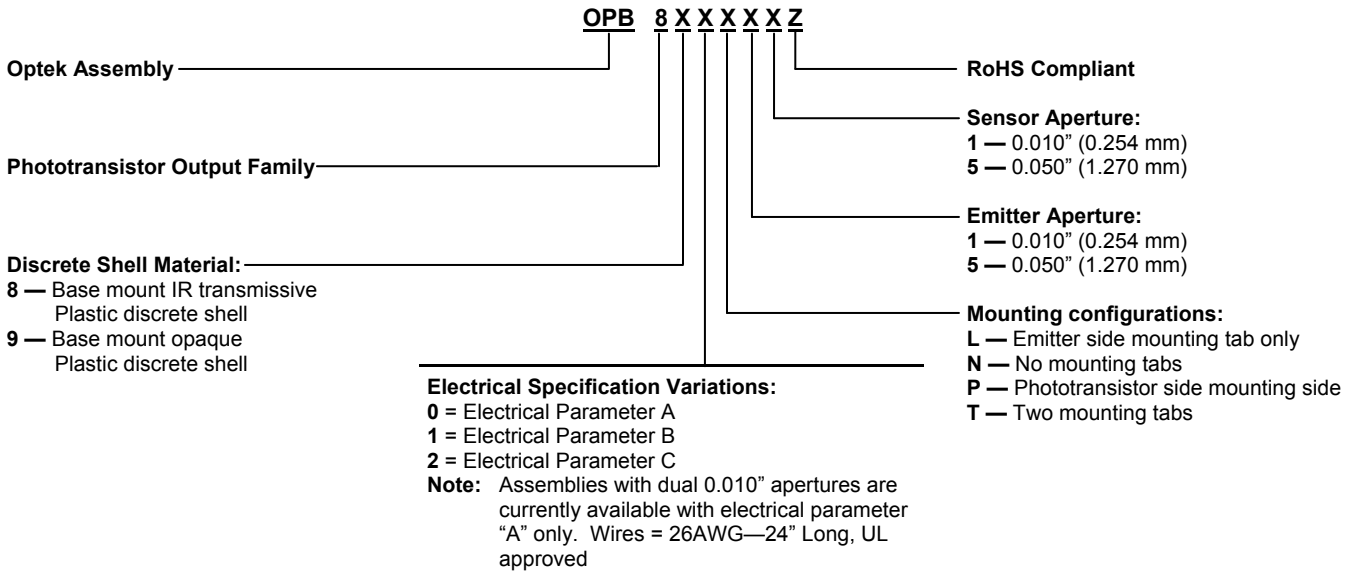 OPB 8 X X X X X Z
Optek Assembly
RoHS Compliant
Sensor Aperture:
1 — 0.010” (0.254 mm)
5 — 0.050” (1.270 mm)
Phototransistor Output Family
Emitter Aperture:
1 — 0.010” (0.254 mm)
5 — 0.050” (1.270 mm)
Discrete Shell Material:
8 — Base mount IR transmissive
Plastic discrete shell
9 — Base mount opaque
Plastic discrete shell
Mounting configurations:
L — Emitter side mounting tab only
N — No mounting tabs
P — Phototransistor side mounting side
T — Two mounting tabs
Electrical Specification Variations:
0 = Electrical Parameter A
1 = Electrical Parameter B
2 = Electrical Parameter C
Note: Assemblies with dual 0.010” apertures are
currently available with electrical parameter
“A” only. Wires = 26AWG—24” Long, UL
approved